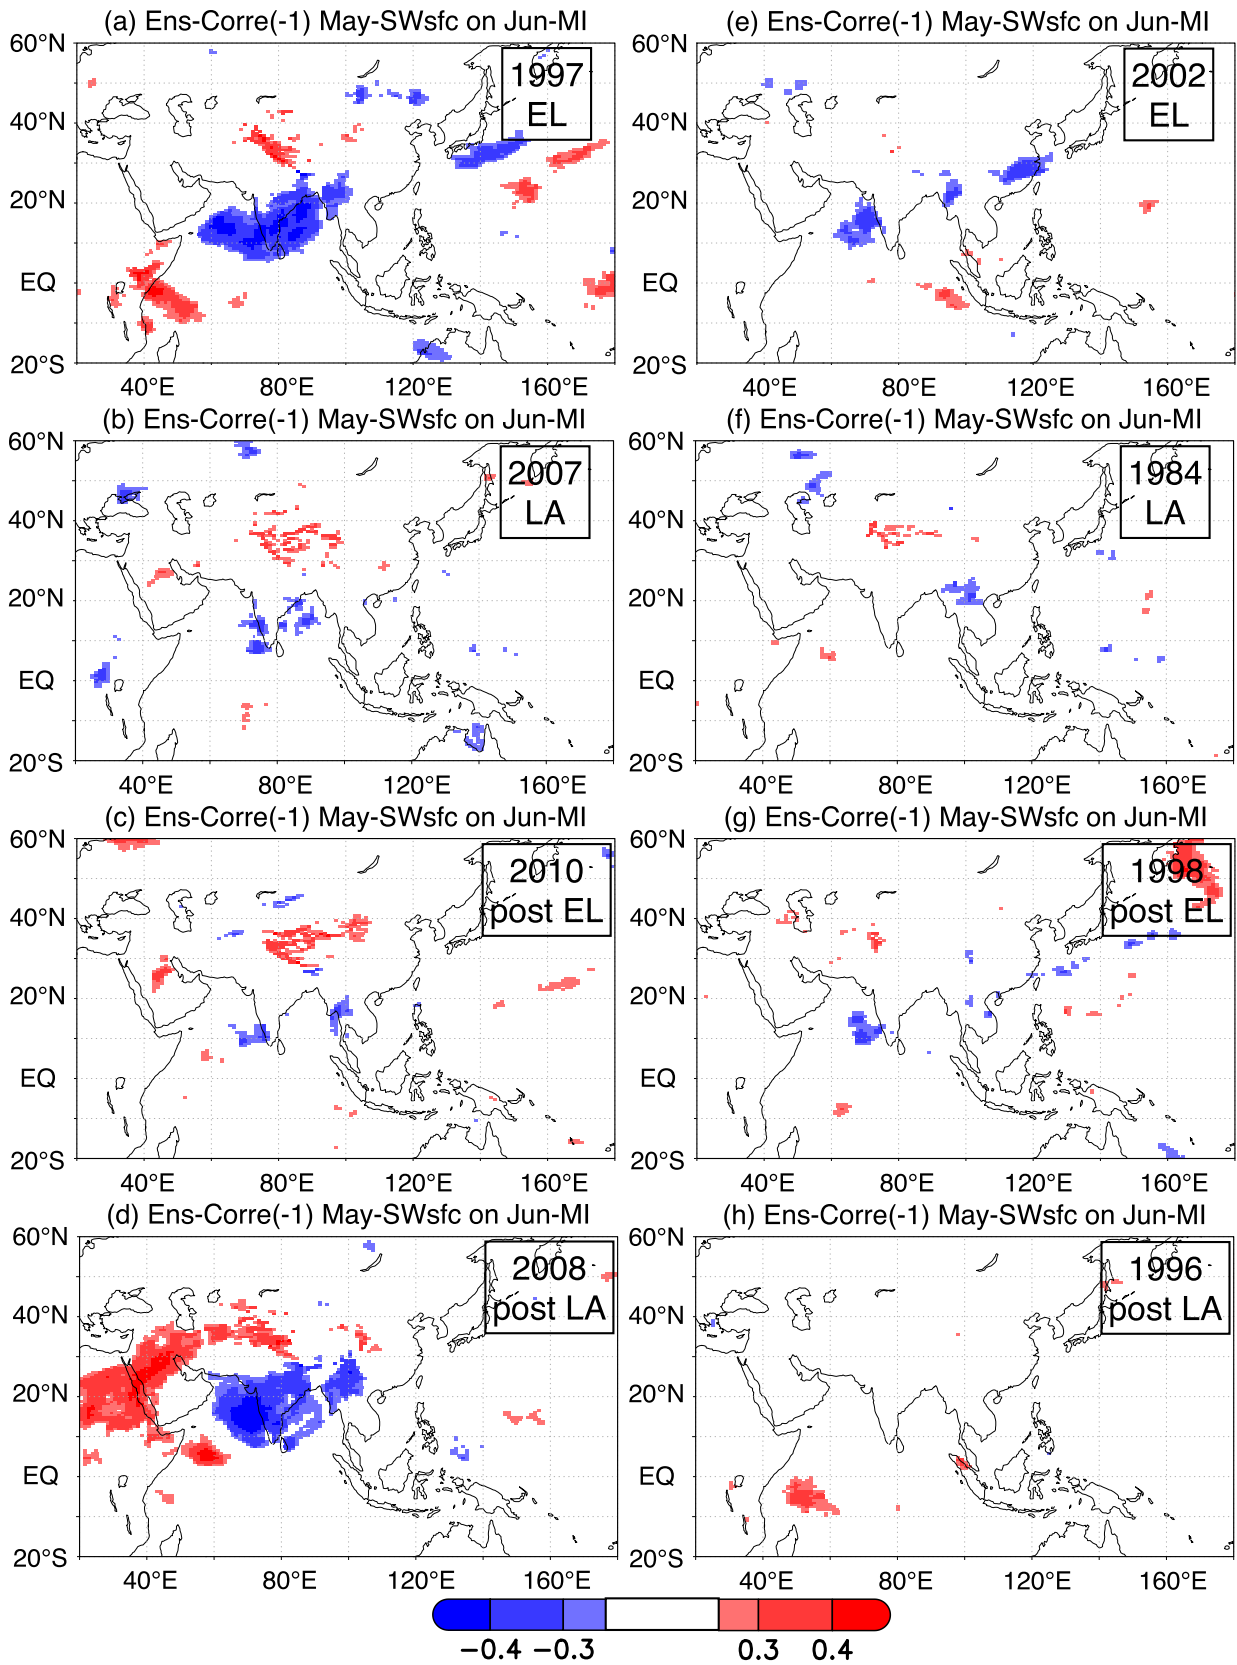 (a) Ens-Corre(-1) May-SWsfc on Jun-MI
60°N
40°N
20°N
EQ
20°S
40°E 80°E 120°E 160°E
1997
EL
(e) Ens-Corre(-1) May-SWsfc on Jun-MI
60°N
40°N
20°N
EQ
20°S
40°E 80°E 120°E 160°E
2002
EL
(b) Ens-Corre(-1) May-SWsfc on Jun-MI
60°N
40°N
20°N
EQ
20°S
40°E 80°E 120°E 160°E
2007
LA
(f) Ens-Corre(-1) May-SWsfc on Jun-MI
60°N
40°N
20°N
EQ
20°S
40°E 80°E 120°E 160°E
1984
LA
(c) Ens-Corre(-1) May-SWsfc on Jun-MI
60°N
40°N
20°N
EQ
20°S
40°E 80°E 120°E 160°E
2010
post EL
(g) Ens-Corre(-1) May-SWsfc on Jun-MI
60°N
40°N
20°N
EQ
20°S
40°E 80°E 120°E 160°E
1998
post EL
(d) Ens-Corre(-1) May-SWsfc on Jun-MI
60°N
40°N
20°N
EQ
20°S
40°E 80°E 120°E 160°E
2008
post LA
(h) Ens-Corre(-1) May-SWsfc on Jun-MI
60°N
40°N
20°N
EQ
20°S
40°E 80°E 120°E 160°E
1996
post LA
−0.4 −0.3 0.3 0.4